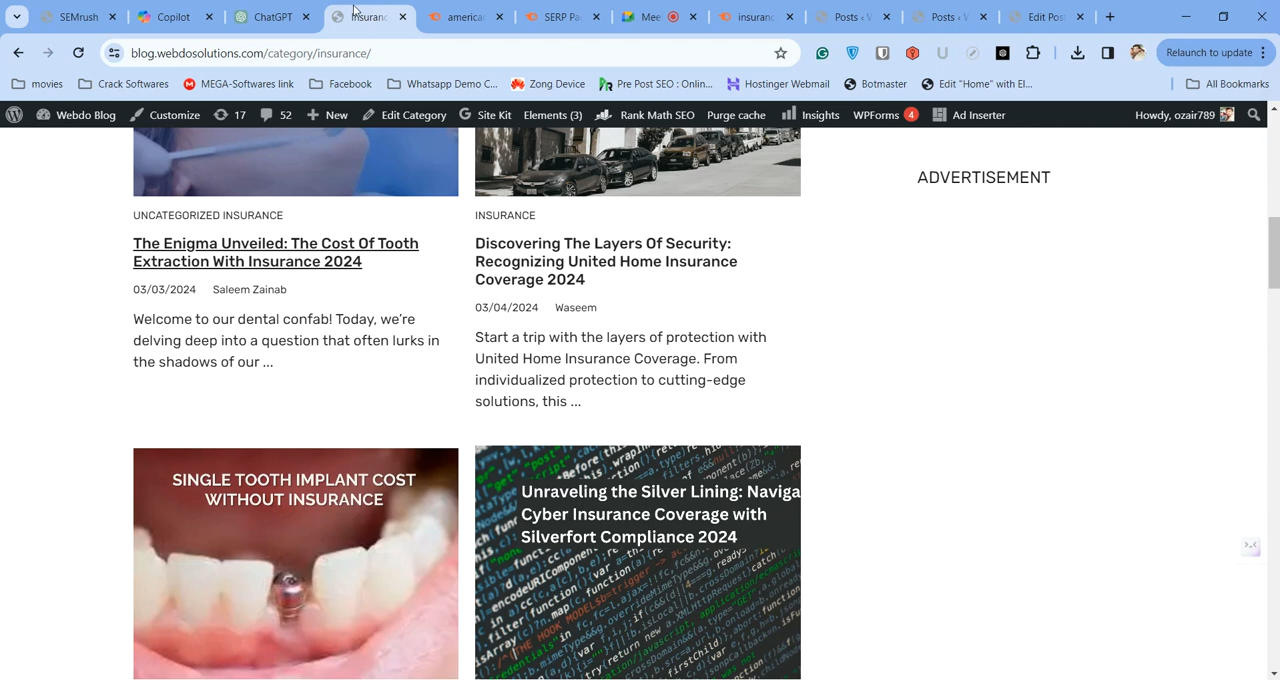 SEMrush
Copilot
ChatGPT
insuranc
american
SERP Pa
Mee
insuranc
Posts ‹ W
Posts ‹ W
Edit Post
blog.webdosolutions.com/category/insurance/
Relaunch to update
movies
Crack Softwares
MEGA-Softwares link
Facebook
Whatsapp Demo C...
Zong Device
Pre Post SEO : Onlin...
Hostinger Webmail
Botmaster
Edit "Home" with El...
All Bookmarks
Webdo Blog
Customize
17
52
New
Edit Category
Site Kit
Elements (3)
Rank Math SEO
Purge cache
Insights
WPForms 4
Ad Inserter
Howdy, ozair789
ADVERTISEMENT
UNCATEGORIZED INSURANCE
The Enigma Unveiled: The Cost Of Tooth
Extraction With Insurance 2024
03/03/2024 Saleem Zainab
Welcome to our dental confab! Today, we're
delving deep into a question that often lurks in
the shadows of our ...
INSURANCE
Discovering The Layers Of Security:
Recognizing United Home Insurance
Coverage 2024
03/04/2024 Waseem
Start a trip with the layers of protection with
United Home Insurance Coverage. From
individualized protection to cutting-edge
solutions, this ...
SINGLE TOOTH IMPLANT COST
WITHOUT INSURANCE
Unraveling the Silver Lining: Naviga
Cyber Insurance Coverage with
Silverfort Compliance 2024